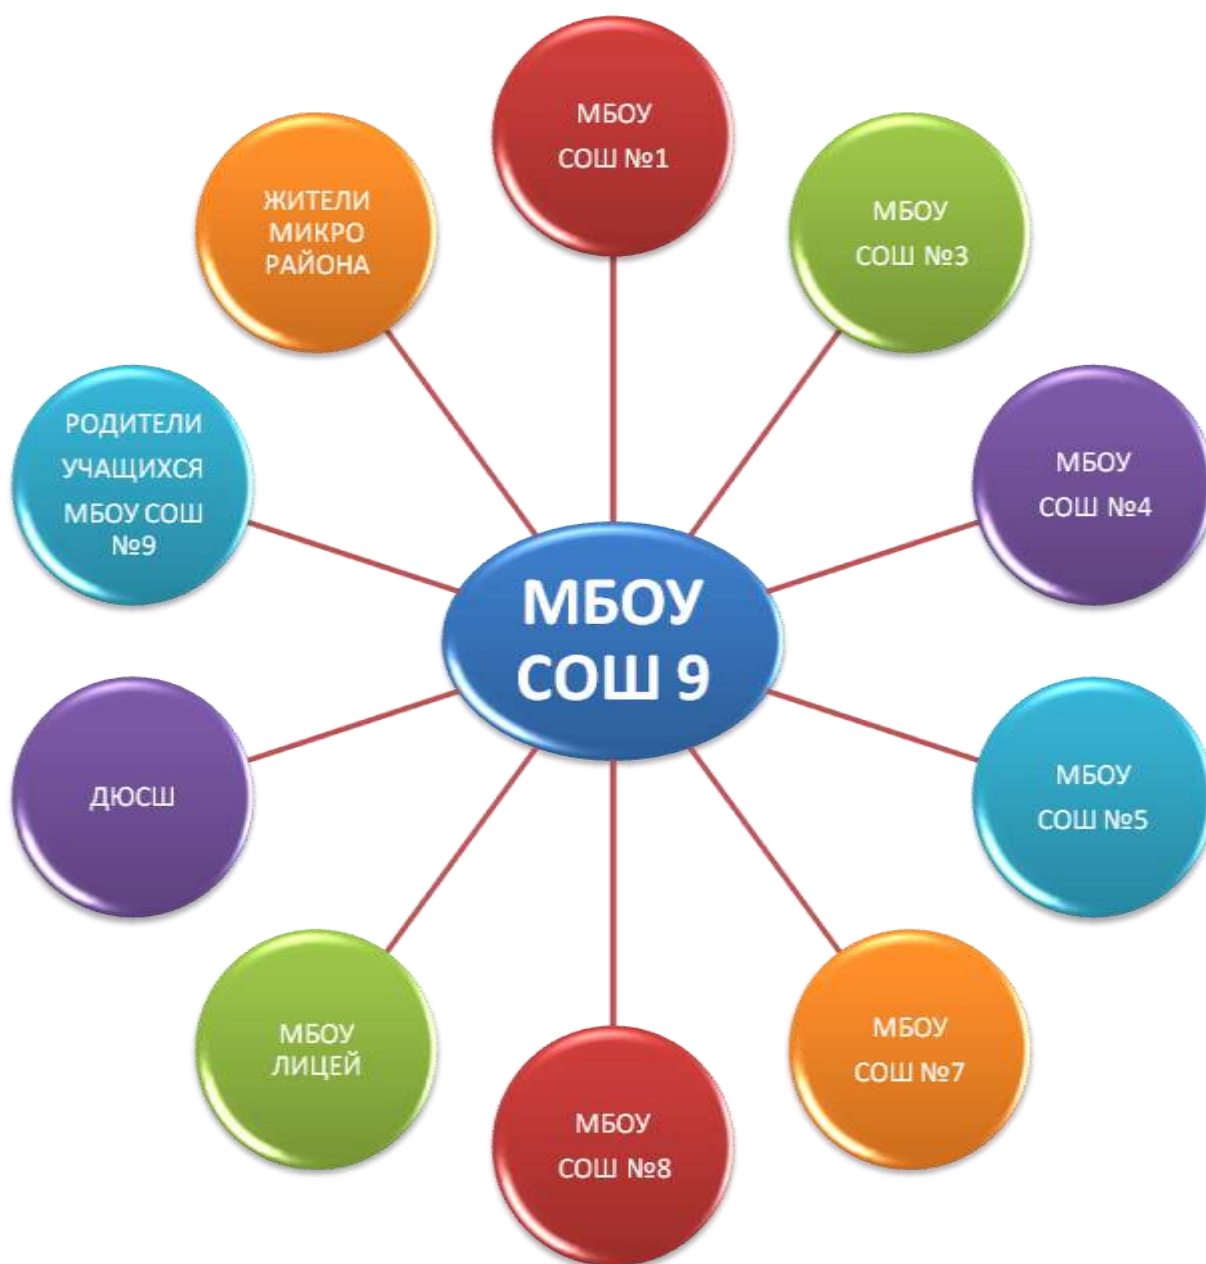 МБОУ
СОШ №1
МБОУ
СОШ №3
МБОУ
СОШ №4
МБОУ
СОШ №5
МБОУ
СОШ №7
МБОУ
СОШ №8
МБОУ
ЛИЦЕЙ
ДЮСШ
РОДИТЕЛИ
УЧАЩИХСЯ
МБОУ СОШ
№9
ЖИТЕЛИ
МИКРО
РАЙОНА
МБОУ
СОШ 9